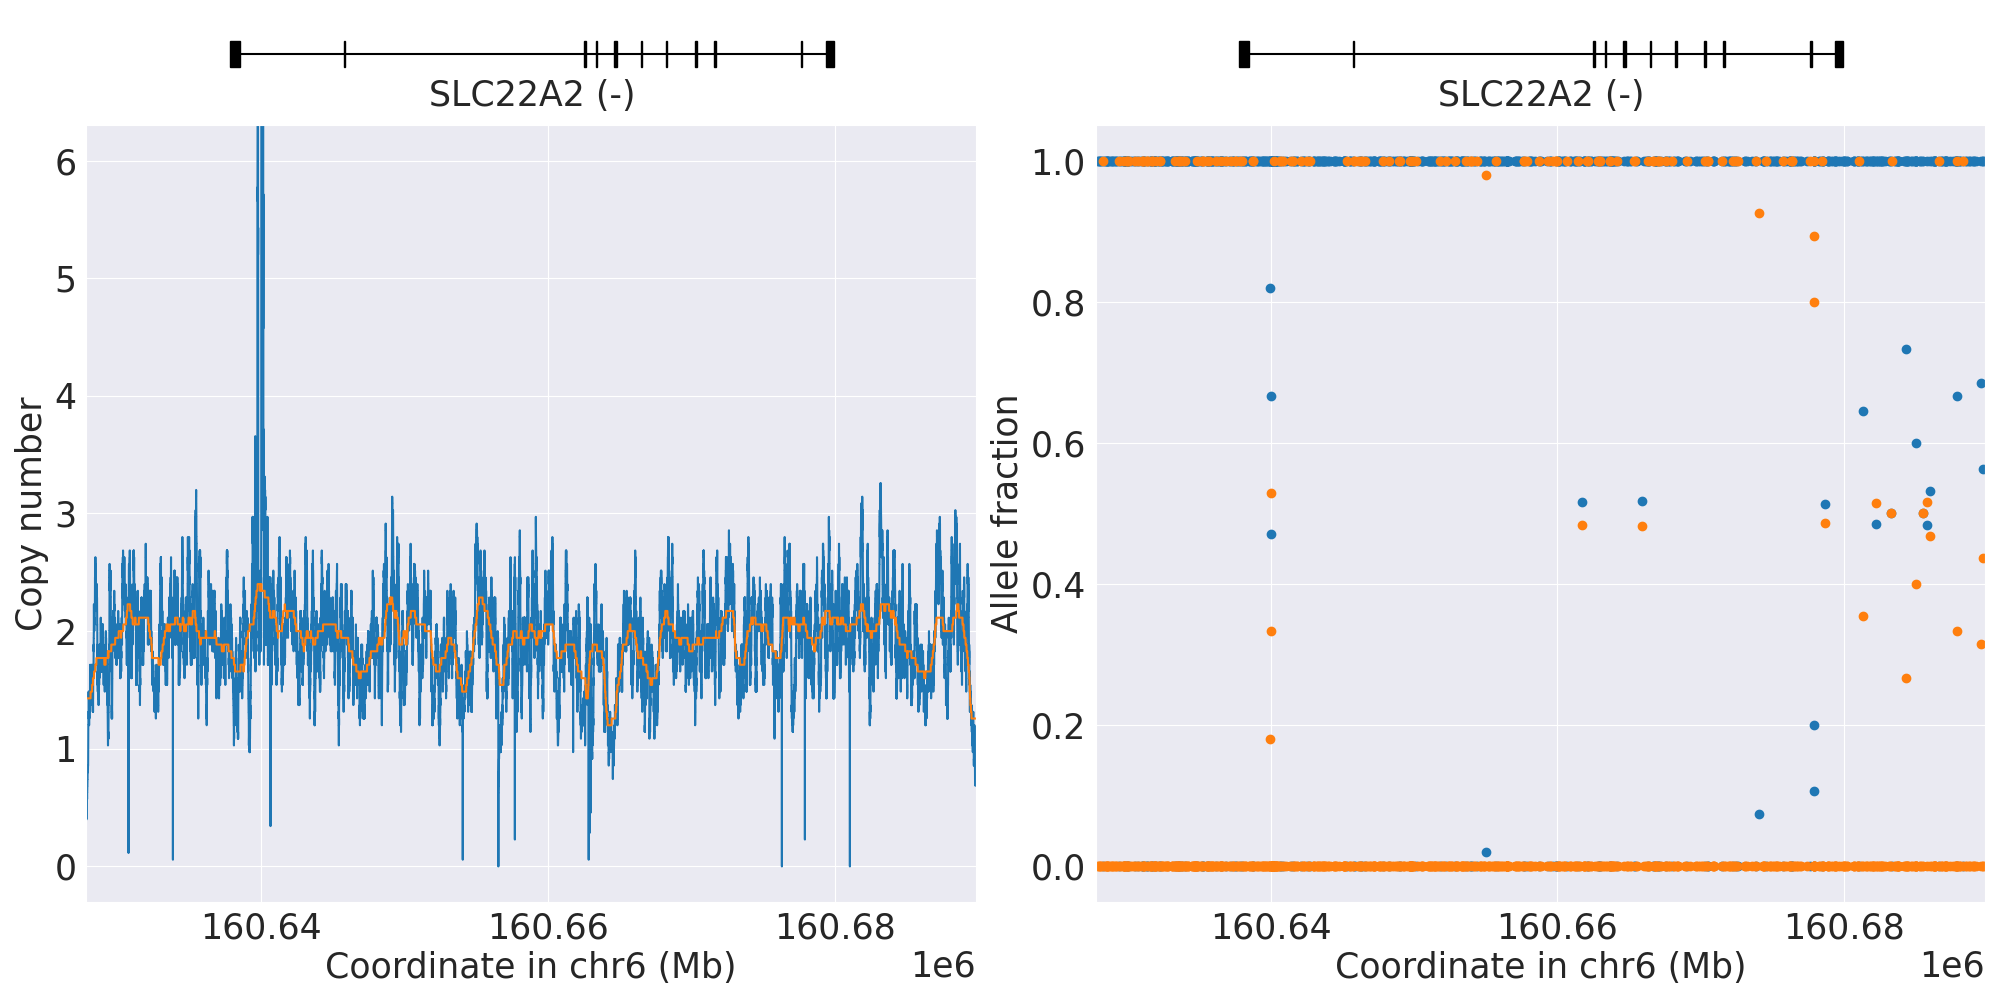 SLC22A2 (-)
6
5
4
3
2
1
0
Copy number
160.64
160.66
160.68
Coordinate in chr6 (Mb)
1e6
SLC22A2 (-)
1.0
0.8
0.6
0.4
0.2
0.0
Allele fraction
160.64
160.66
160.68
Coordinate in chr6 (Mb)
1e6